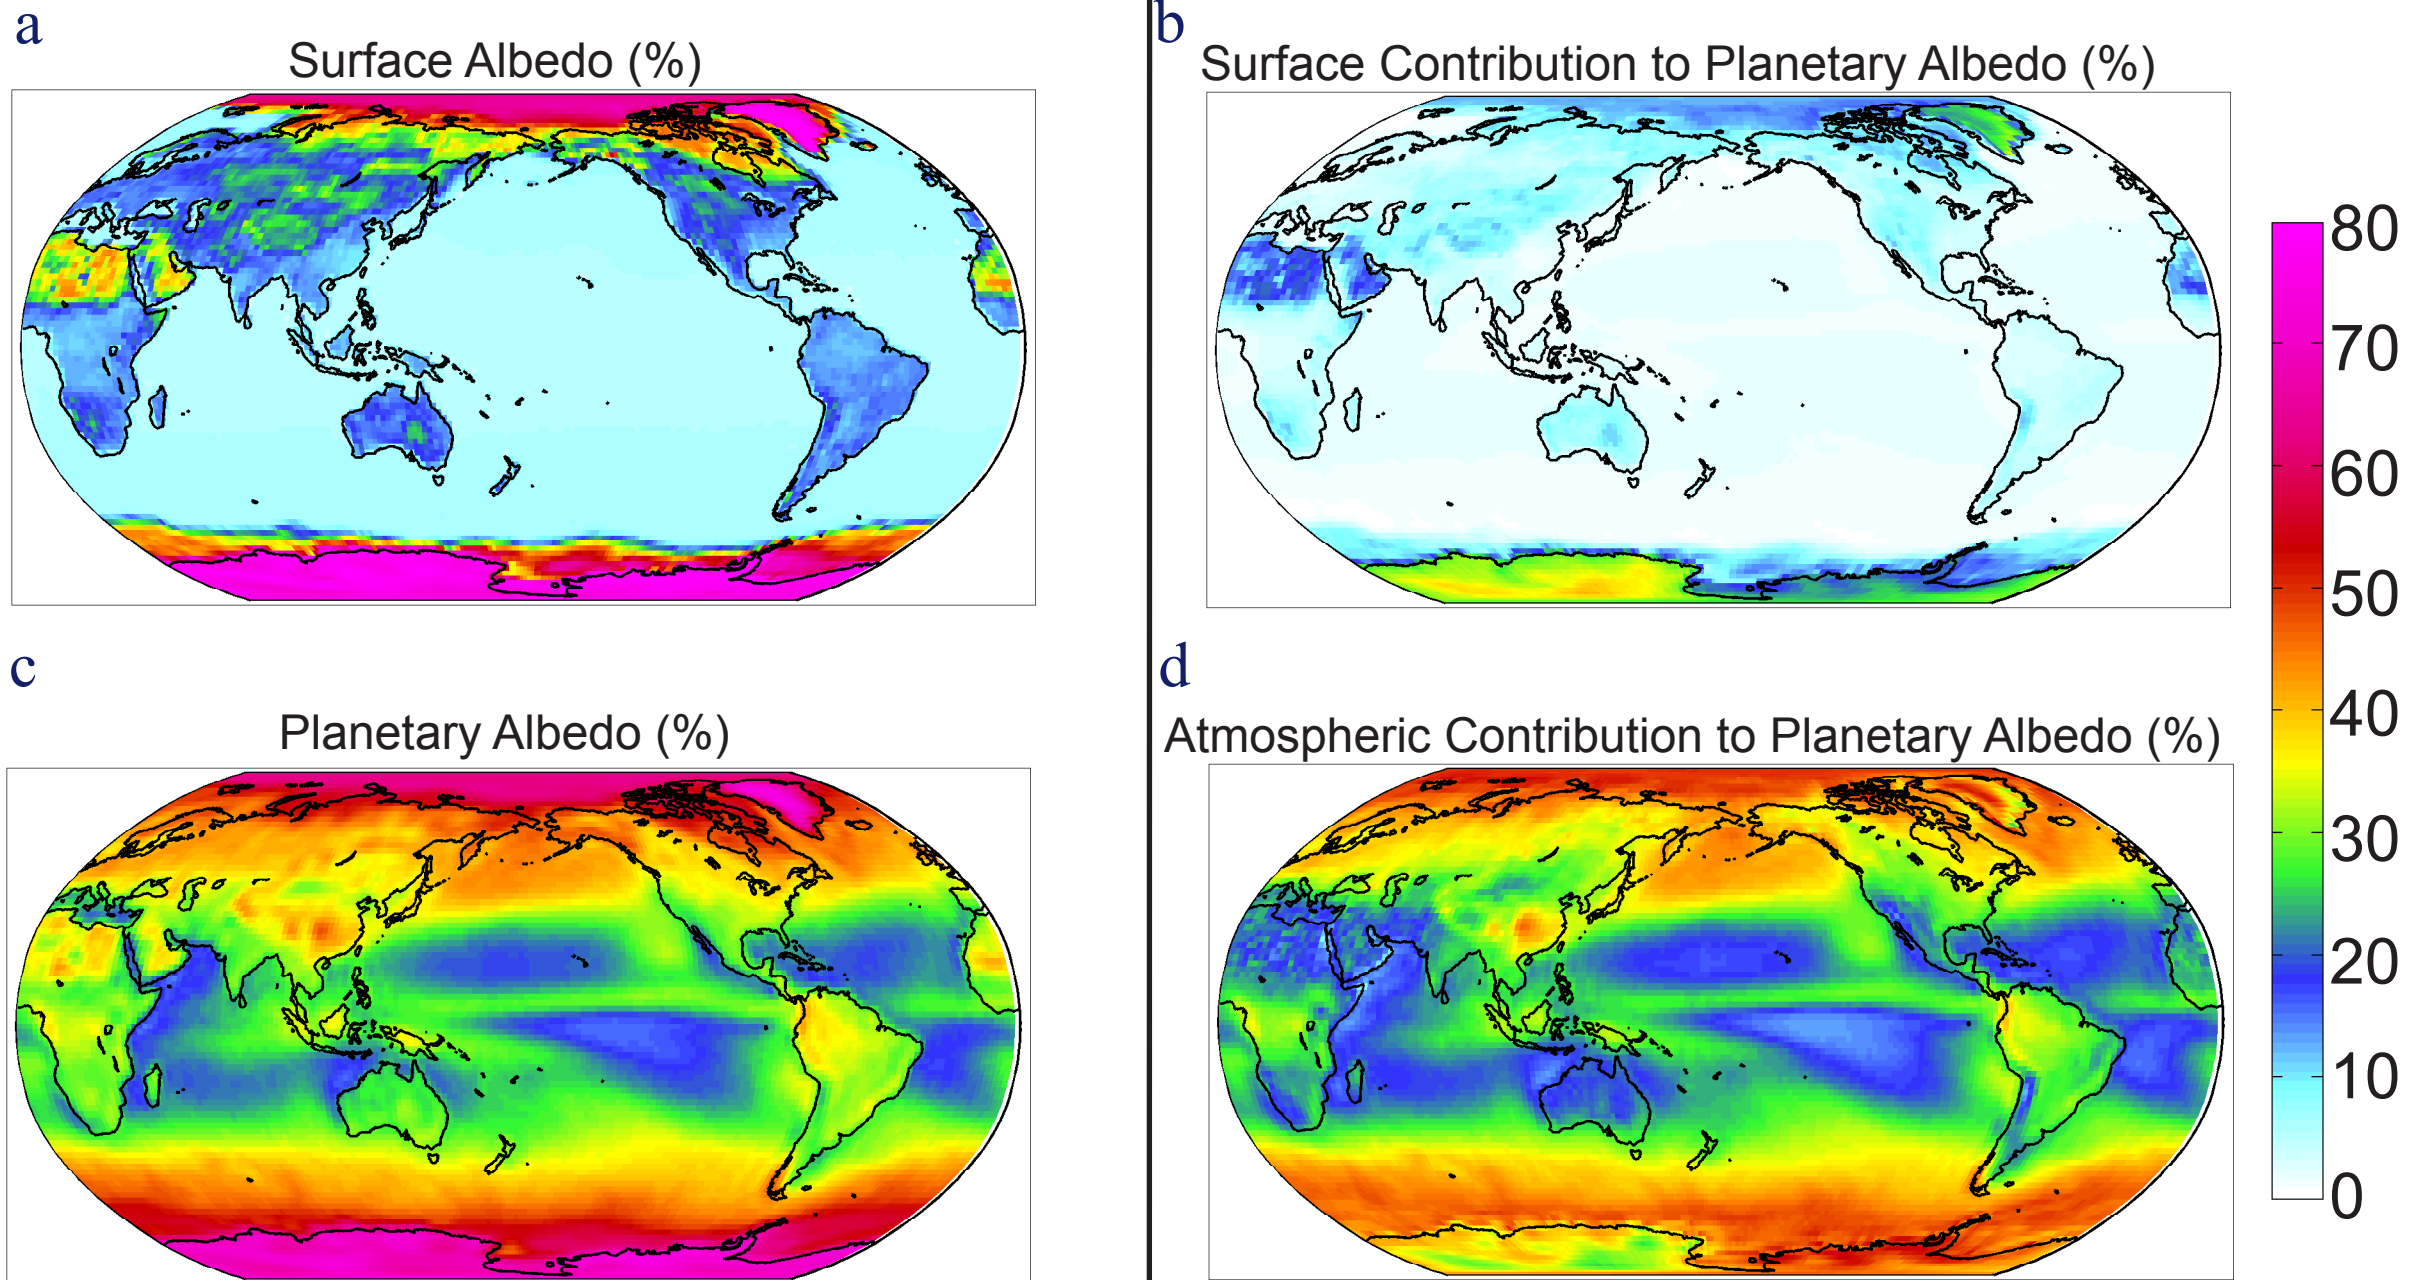 a
Surface Albedo (%)
b
Surface Contribution to Planetary Albedo (%)
c
Planetary Albedo (%)
d
Atmospheric Contribution to Planetary Albedo (%)
80
70
60
50
40
30
20
10
0